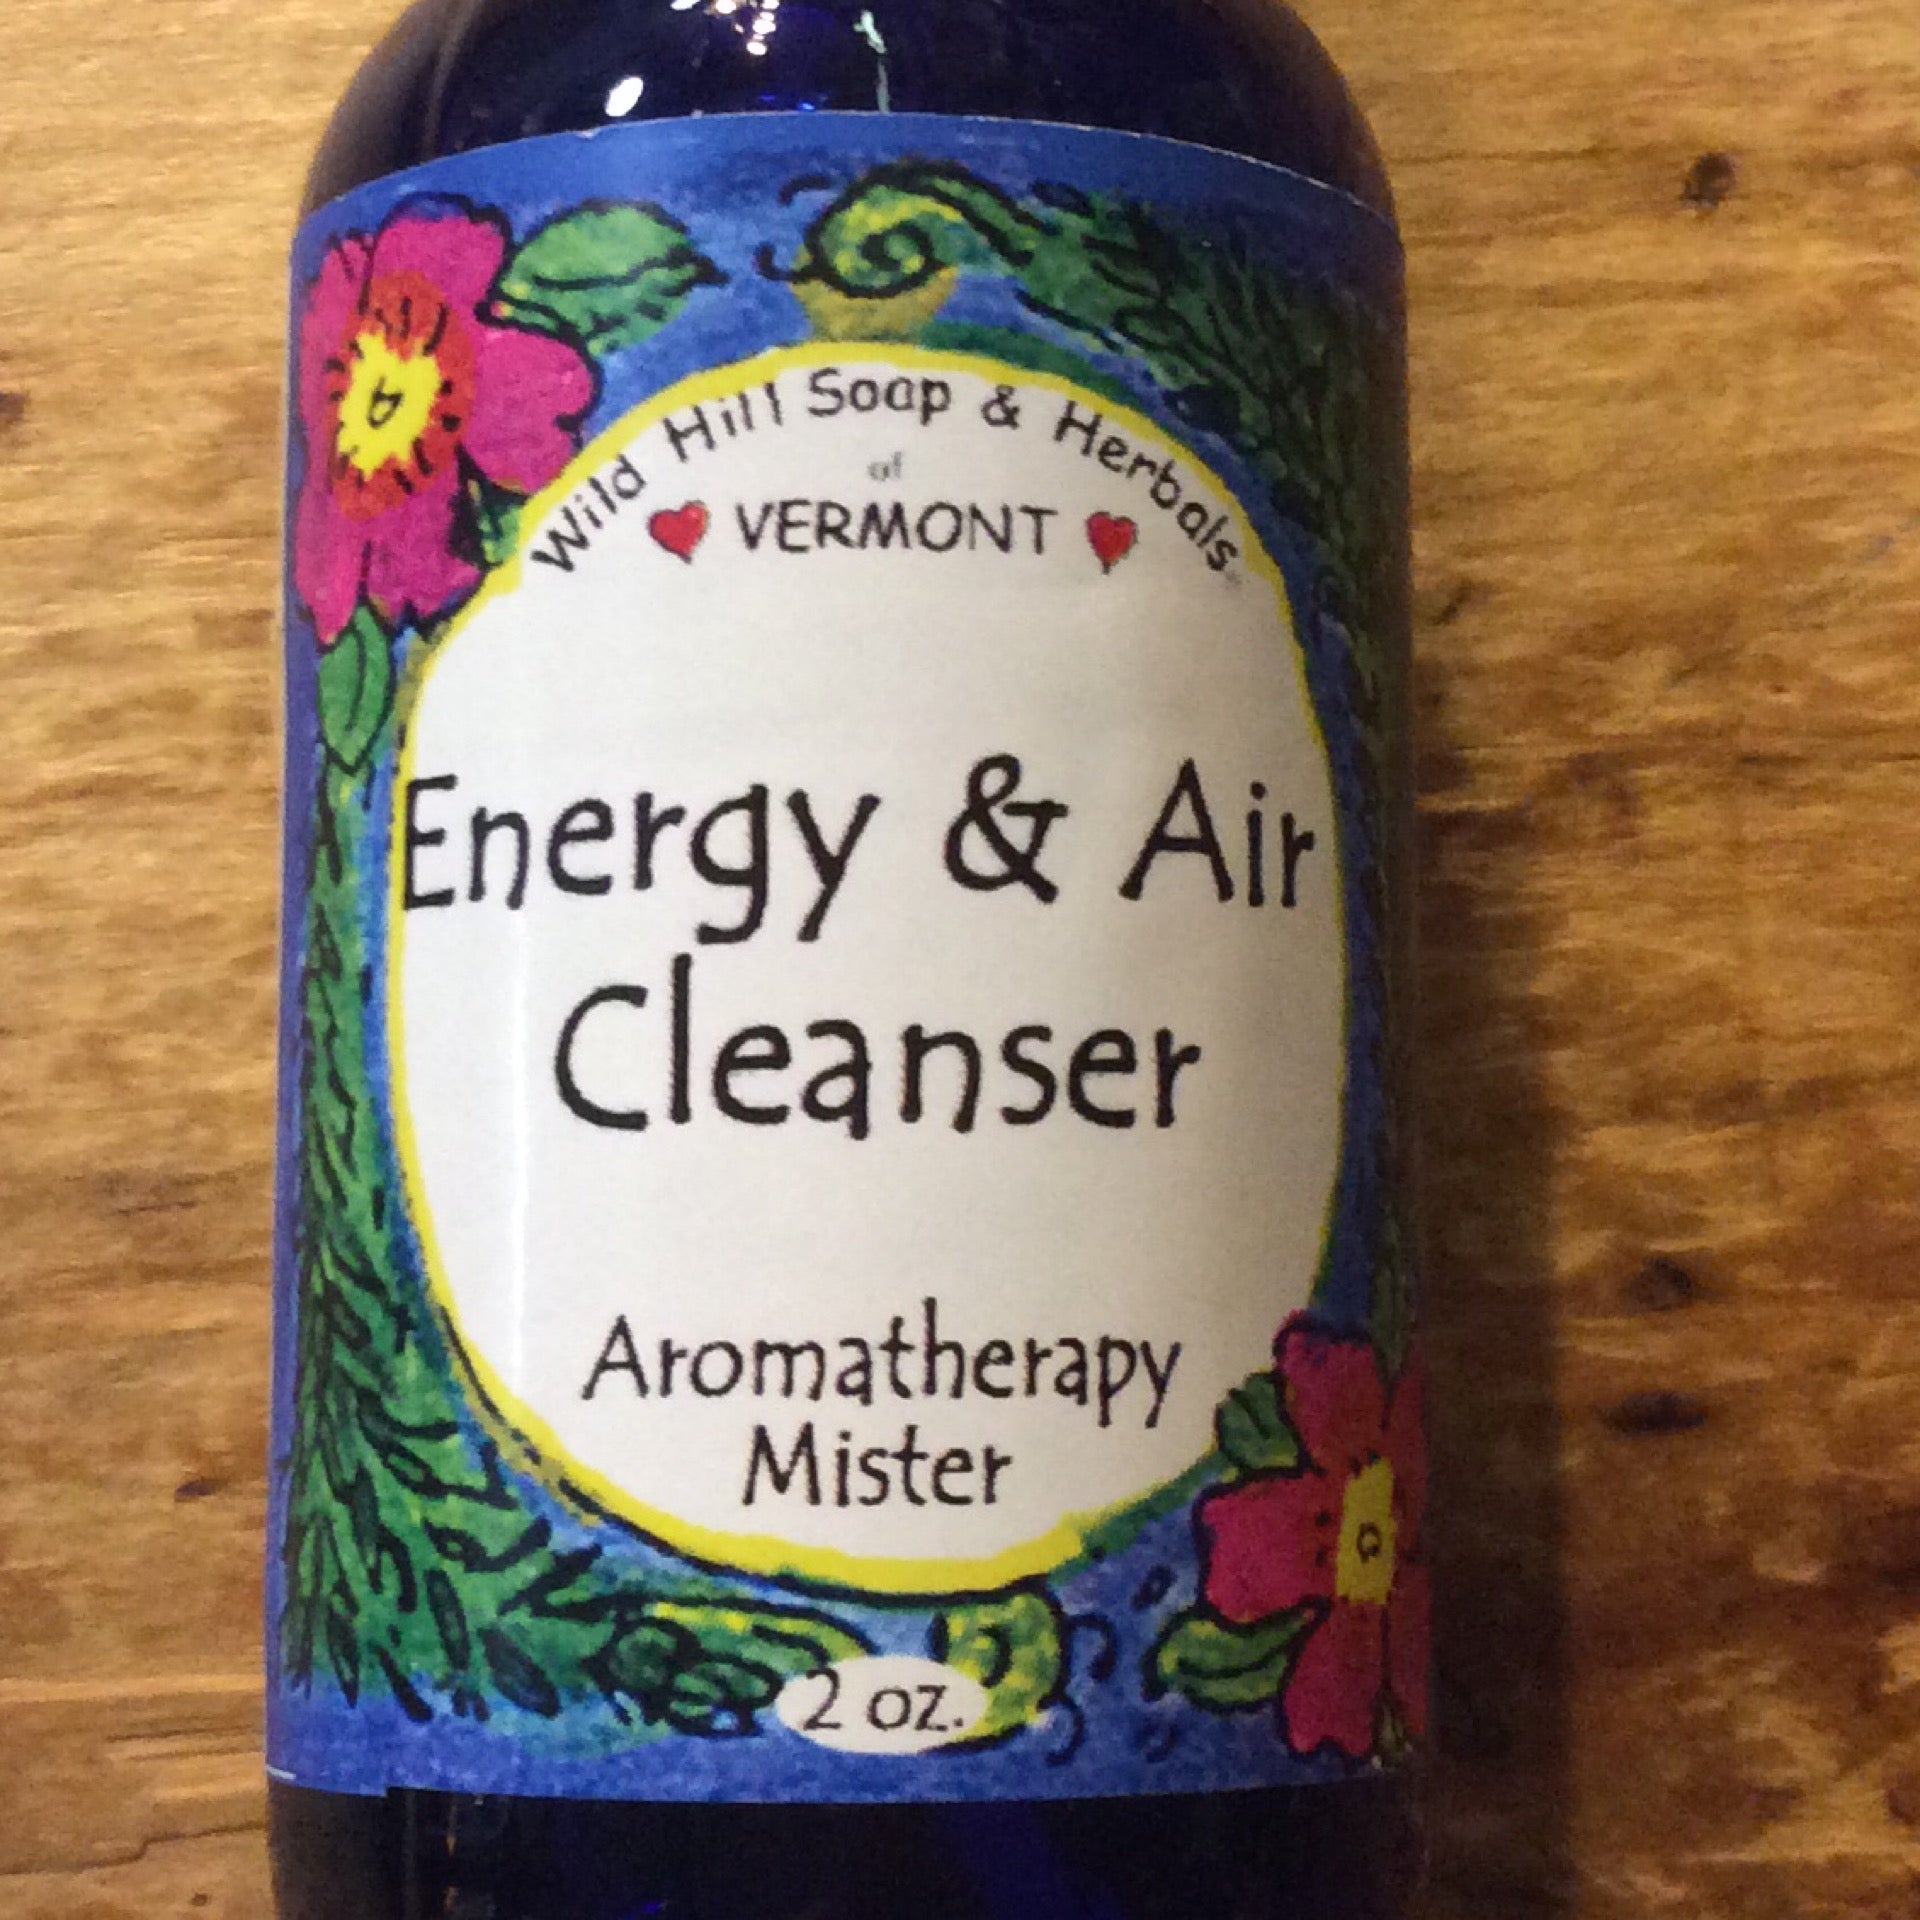 Wild Hill Soap & Herbals
of
VERMONT
Energy & Air
Cleanser
Aromatherapy
Mister
2 oz.